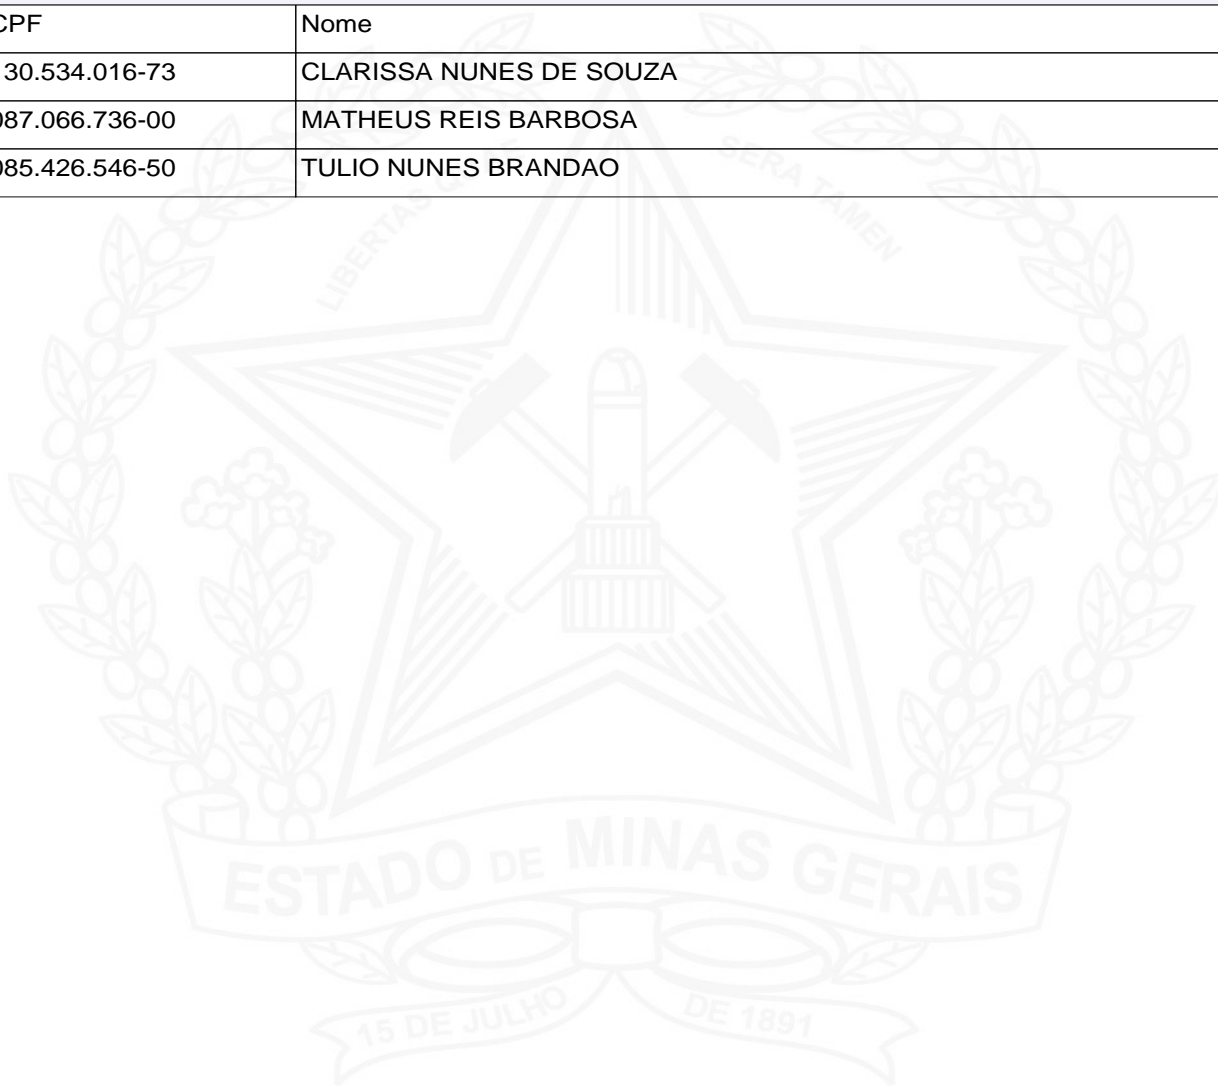 CPF Nome
30.534.016-73 CLARISSA NUNES DE SOUZA
087.066.736-00 MATHEUS REIS BARBOSA
085.426.546-50 TULIO NUNES BRANDAO
LIBERTAS QUAE SERA TAMEN
ESTADO DE MINAS GERAIS
15 DE JULHO DE 1891